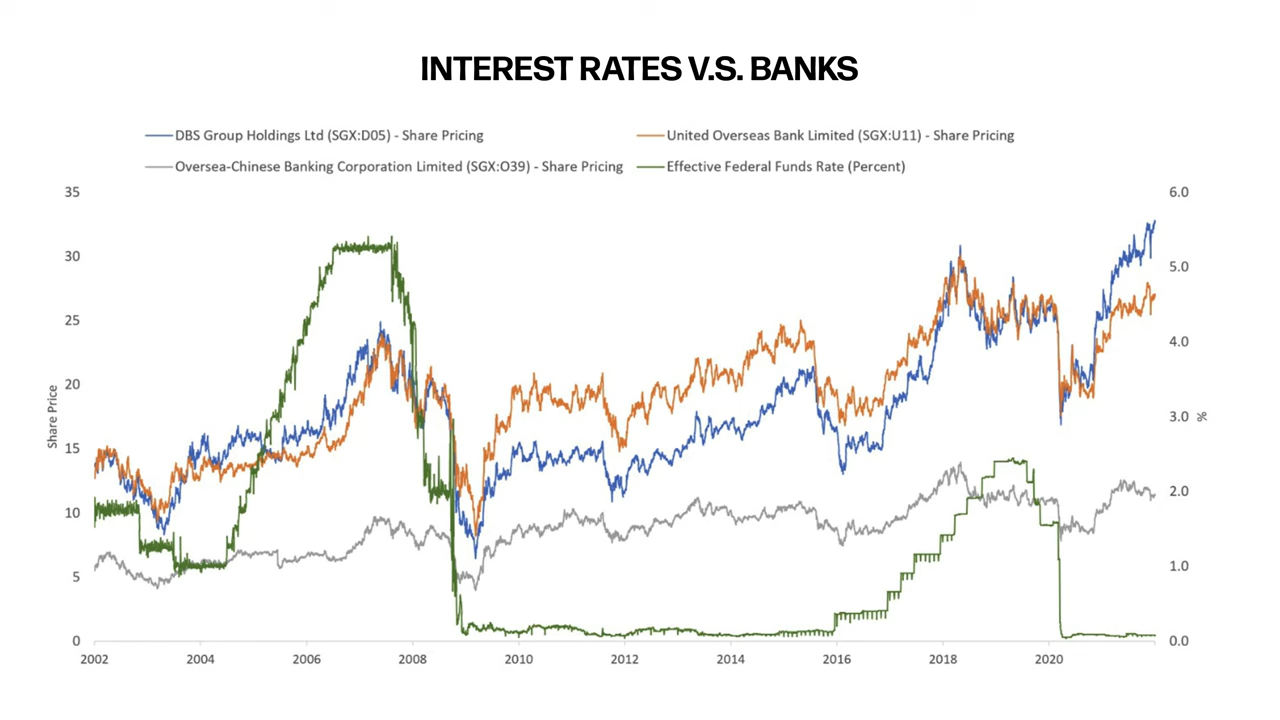 INTEREST RATES V.S. BANKS
DBS Group Holdings Ltd (SGX:D05) - Share Pricing
United Overseas Bank Limited (SGX:U11) - Share Pricing
Oversea-Chinese Banking Corporation Limited (SGX:O39) - Share Pricing
Effective Federal Funds Rate (Percent)
35
30
25
20
15
10
5
0
Share Price
6.0
5.0
4.0
3.0
2.0
1.0
0.0
%
2002 2004 2006 2008 2010 2012 2014 2016 2018 2020